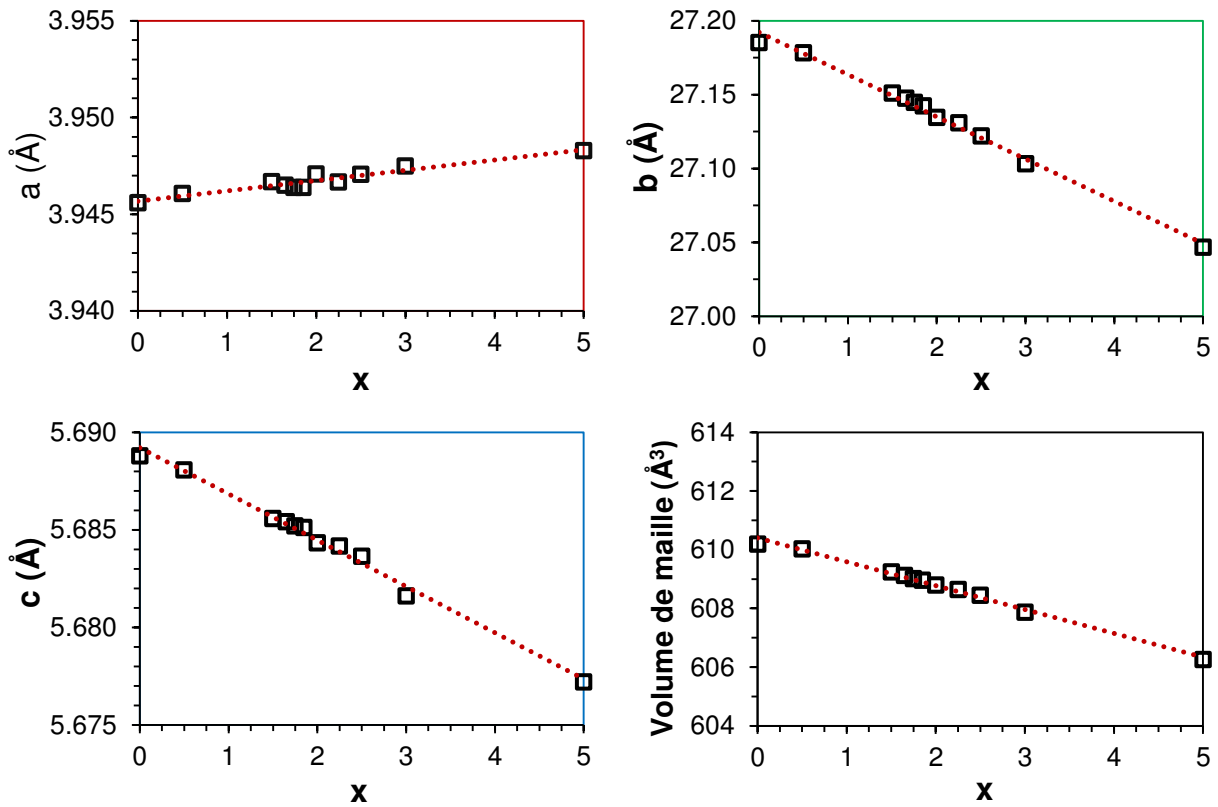 3.955
3.950
3.945
3.940
a (Å)
0 1 2 3 4 5
x
27.20
27.15
27.10
27.05
27.00
b (Å)
0 1 2 3 4 5
x
5.690
5.685
5.680
5.675
c (Å)
0 1 2 3 4 5
x
614
612
610
608
606
604
Volume de maille (Å³)
0 1 2 3 4 5
x